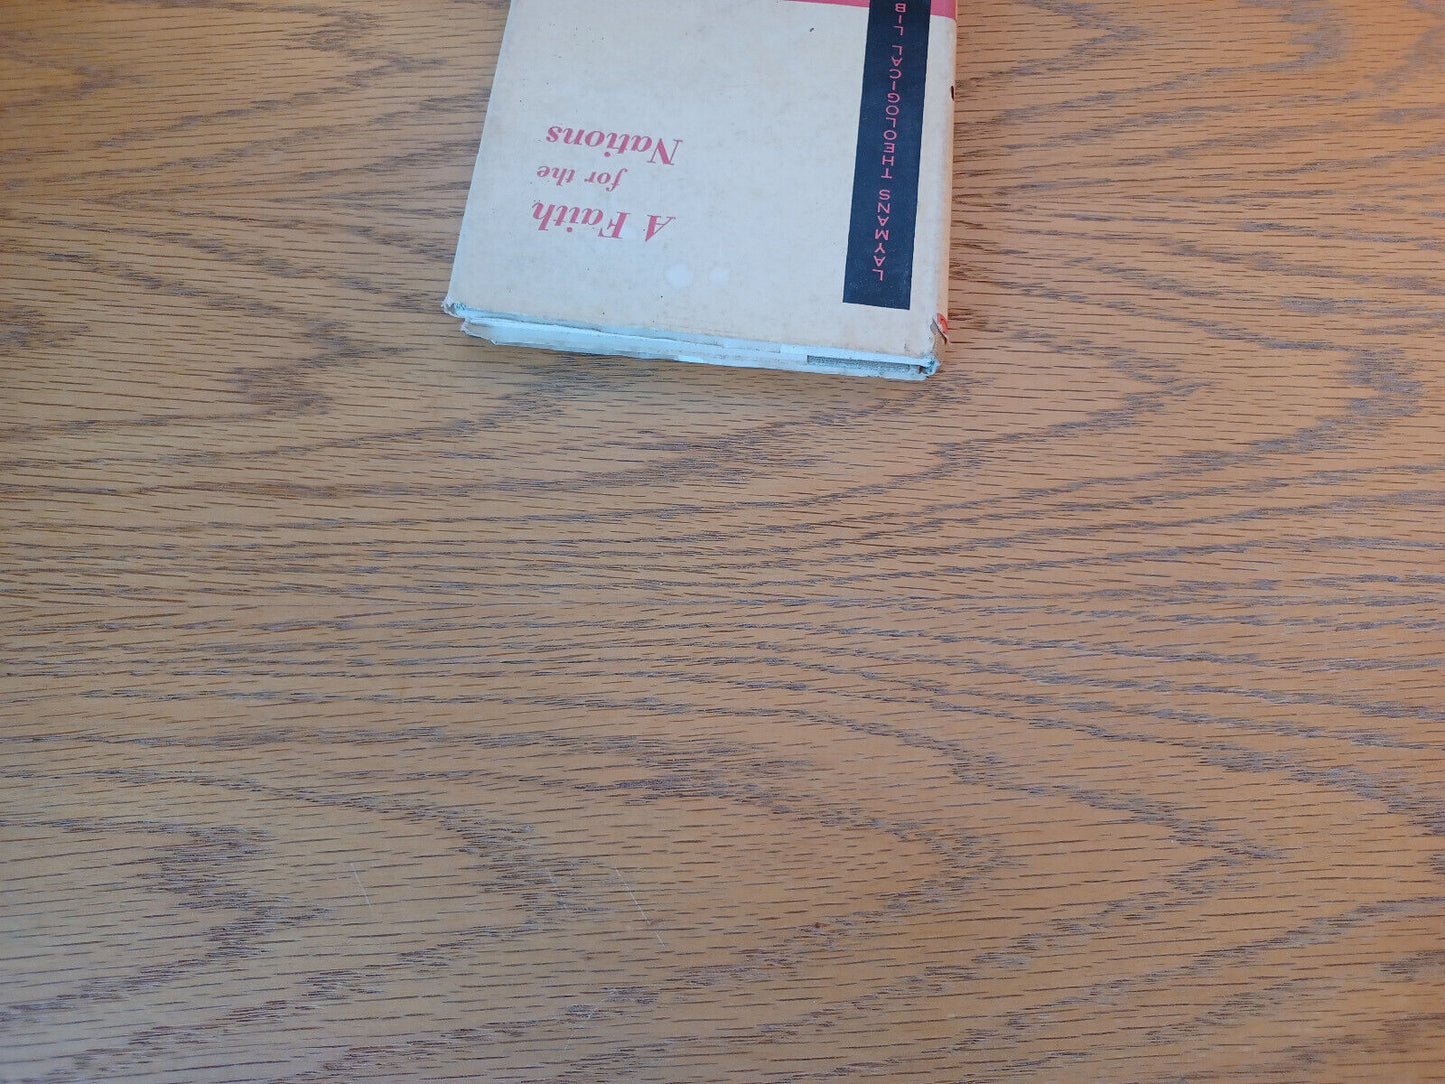 A Faith
for the
Nations
LAYMANS THEOLOGICAL LIB